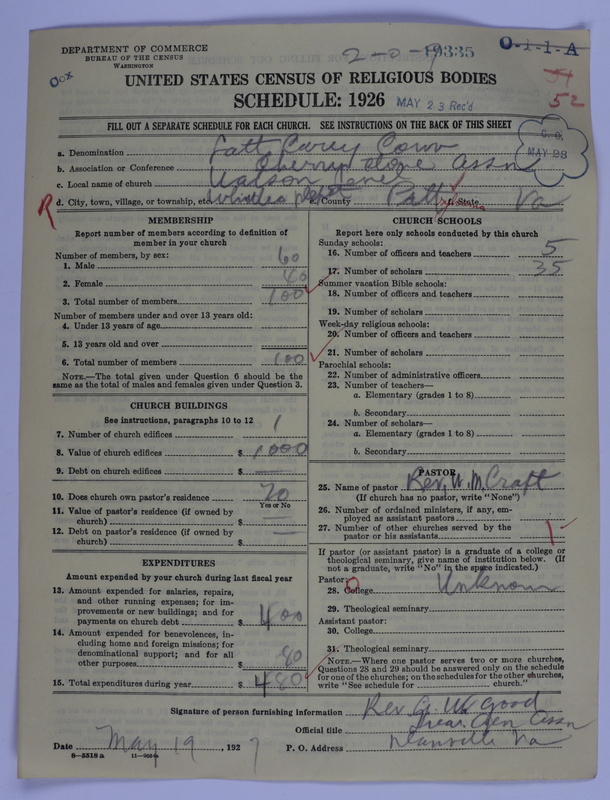 DEPARTMENT OF COMMERCE
BUREAU OF THE CENSUS
WASHINGTON
2-0- 19335
0-1-1-A
UNITED STATES CENSUS OF RELIGIOUS BODIES
SCHEDULE: 1926
MAY 23 Rec'd
52
FILL OUT A SEPARATE SCHEDULE FOR EACH CHURCH. SEE INSTRUCTIONS ON THE BACK OF THIS SHEET
MAY 28
a. Denomination
b. Association or Conference Cherrystone Assn
c. Local name of church Watson
d. City, town, village, or township, etc. County State Va
R
MEMBERSHIP
Report number of members according to definition of
member in your church
Number of members, by sex:
1. Male 60
2. Female 40
3. Total number of members 100
Number of members under and over 13 years old:
4. Under 13 years of age
5. 13 years old and over
6. Total number of members 100
NOTE.—The total given under Question 6 should be the
same as the total of males and females given under Question 3.
CHURCH BUILDINGS
See instructions, paragraphs 10 to 12
7. Number of church edifices 1
8. Value of church edifices $ 1000
9. Debt on church edifices $
10. Does church own pastor's residence no
Yes or No
11. Value of pastor's residence (if owned by
church) $
12. Debt on pastor's residence (if owned by
church) $
EXPENDITURES
Amount expended by your church during last fiscal year
13. Amount expended for salaries, repairs,
and other running expenses; for im-
provements or new buildings; and for
payments on church debt $ 400
14. Amount expended for benevolences, in-
cluding home and foreign missions; for
denominational support; and for all
other purposes $ 80
15. Total expenditures during year $ 480
CHURCH SCHOOLS
Report here only schools conducted by this church
Sunday schools:
16. Number of officers and teachers 5
17. Number of scholars 35
Summer vacation Bible schools:
18. Number of officers and teachers
19. Number of scholars
Week-day religious schools:
20. Number of officers and teachers
21. Number of scholars
Parochial schools:
22. Number of administrative officers
23. Number of teachers—
a. Elementary (grades 1 to 8)
b. Secondary
24. Number of scholars—
a. Elementary (grades 1 to 8)
b. Secondary
PASTOR
25. Name of pastor Rev. W. M. Craft
(If church has no pastor, write "None")
26. Number of ordained ministers, if any, em-
ployed as assistant pastors
27. Number of other churches served by the
pastor or his assistants 1
If pastor (or assistant pastor) is a graduate of a college or
theological seminary, give name of institution below. (If
not a graduate, write "No" in the space indicated.)
Pastor: 0
28. College Unknown
29. Theological seminary
Assistant pastor:
30. College
31. Theological seminary
NOTE.—Where one pastor serves two or more churches,
Questions 28 and 29 should be answered only on the schedule
for one of the churches; on the schedules for the other churches,
write "See schedule for church."
Signature of person furnishing information Rev. Good
Official title Treas. Gen Assn
Date May 19, 1927 P. O. Address Danville Va
8-5518 a